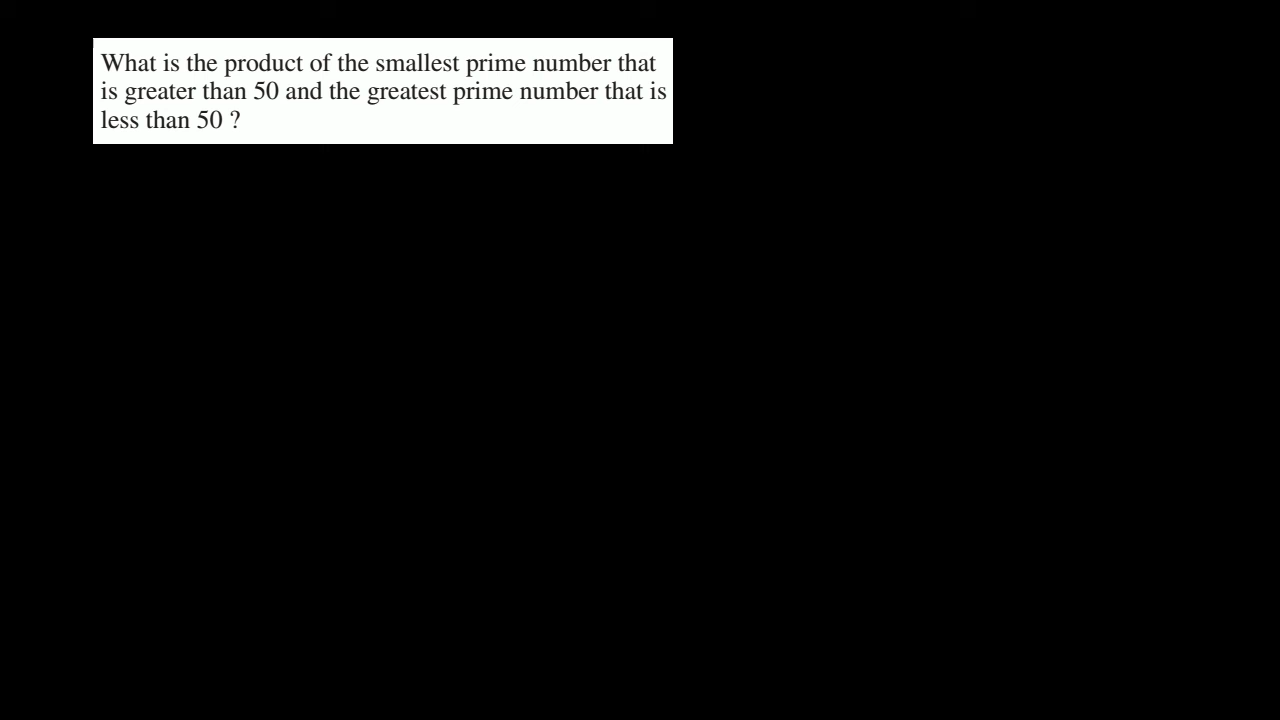 What is the product of the smallest prime number that
is greater than 50 and the greatest prime number that is
less than 50 ?